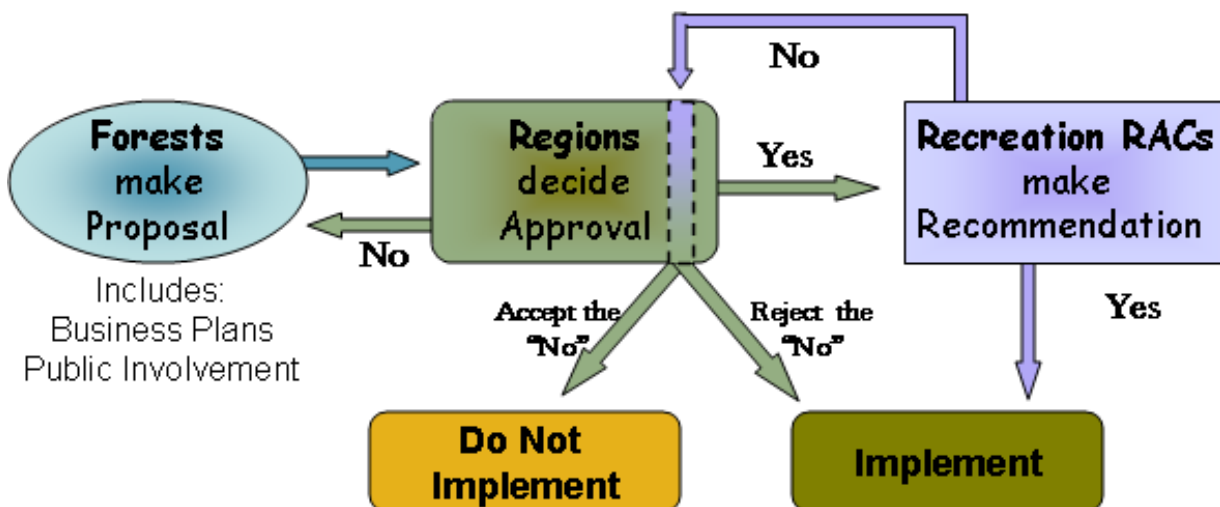 Forests
make
Proposal
Includes:
Business Plans
Public Involvement
No
Regions
decide
Approval
Yes
No
Recreation RACs
make
Recommendation
Yes
Accept the
“No”
Reject the
“No”
Do Not
Implement
Implement